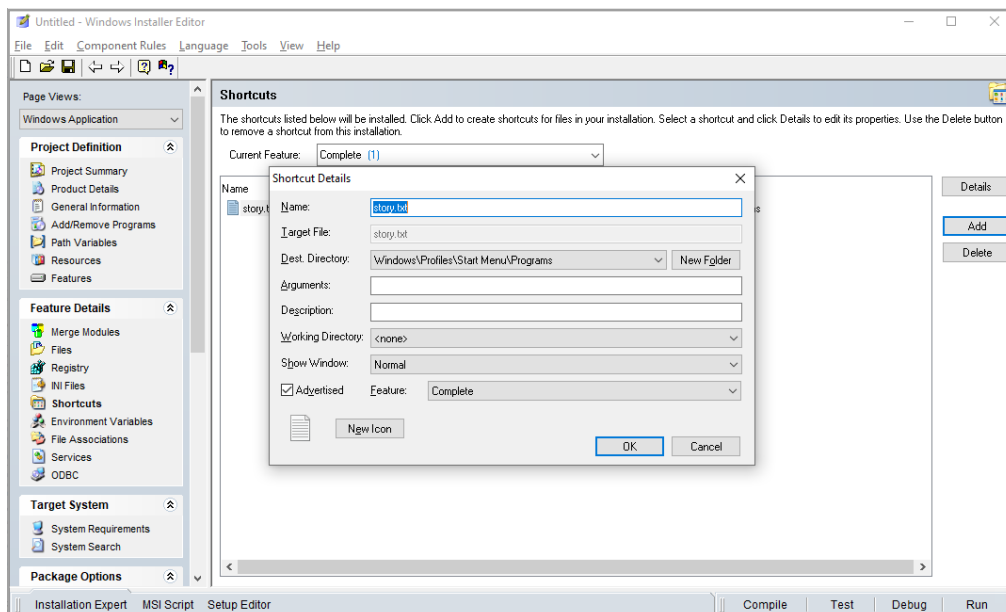 Untitled - Windows Installer Editor
File Edit Component Rules Language Tools View Help
Page Views:
Windows Application
Project Definition
Project Summary
Product Details
General Information
Add/Remove Programs
Path Variables
Resources
Features
Feature Details
Merge Modules
Files
Registry
INI Files
Shortcuts
Environment Variables
File Associations
Services
ODBC
Target System
System Requirements
System Search
Package Options
Shortcuts
The shortcuts listed below will be installed. Click Add to create shortcuts for files in your installation. Select a shortcut and click Details to edit its properties. Use the Delete button
to remove a shortcut from this installation.
Current Feature: Complete (1)
Name
story.t
Details
Add
Delete
Shortcut Details
Name: story.txt
Target File: story.txt
Dest. Directory: Windows\Profiles\Start Menu\Programs New Folder
Arguments:
Description:
Working Directory: <none>
Show Window: Normal
Advertised Feature: Complete
New Icon
OK Cancel
Installation Expert MSI Script Setup Editor Compile Test Debug Run